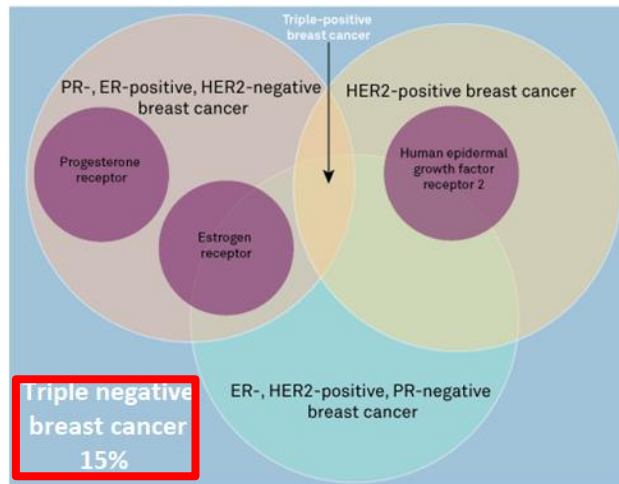 Triple-positive
breast cancer
PR-, ER-positive, HER2-negative
breast cancer
HER2-positive breast cancer
Progesterone
receptor
Human epidermal
growth factor
receptor 2
Estrogen
receptor
Triple negative
breast cancer
15%
ER-, HER2-positive, PR-negative
breast cancer